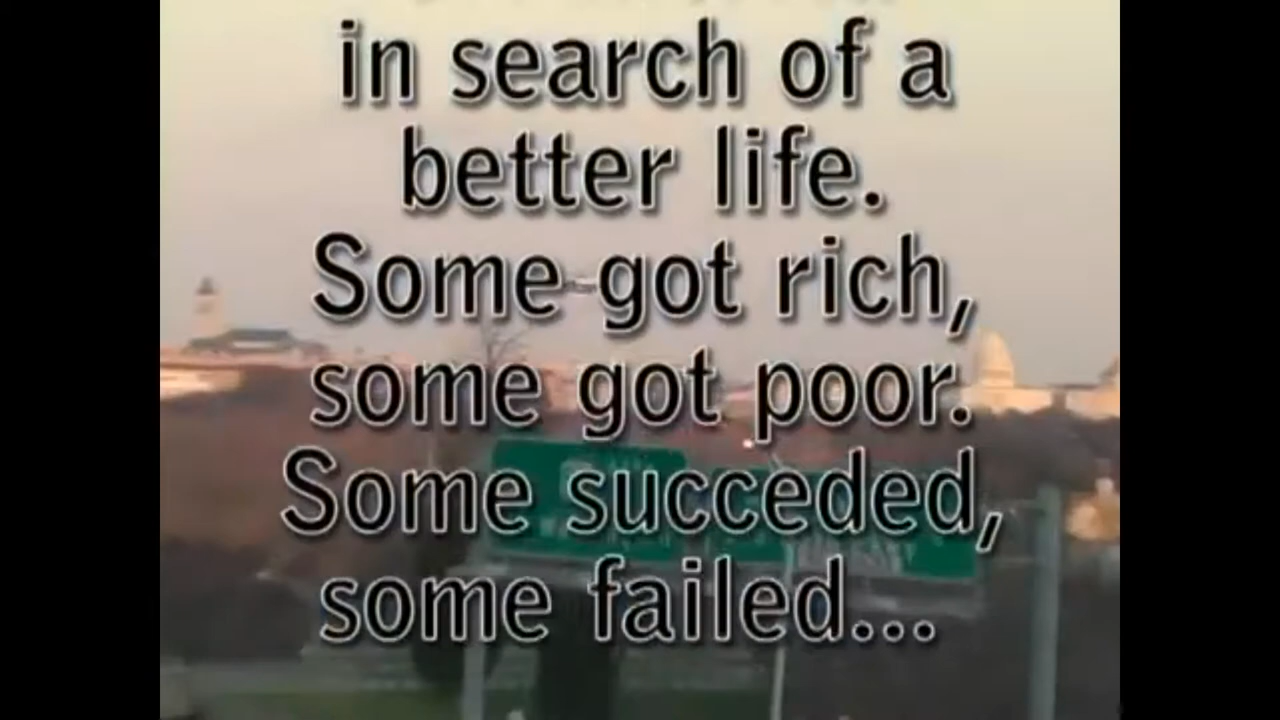 in search of a
better life.
Some got rich,
some got poor.
Some succeded,
some failed...